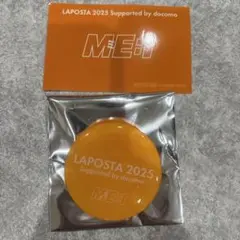 LAPOSTA 2025 Supported by docomo
ME:I
LAPOSTA 2025
Supported by docomo
ME:I